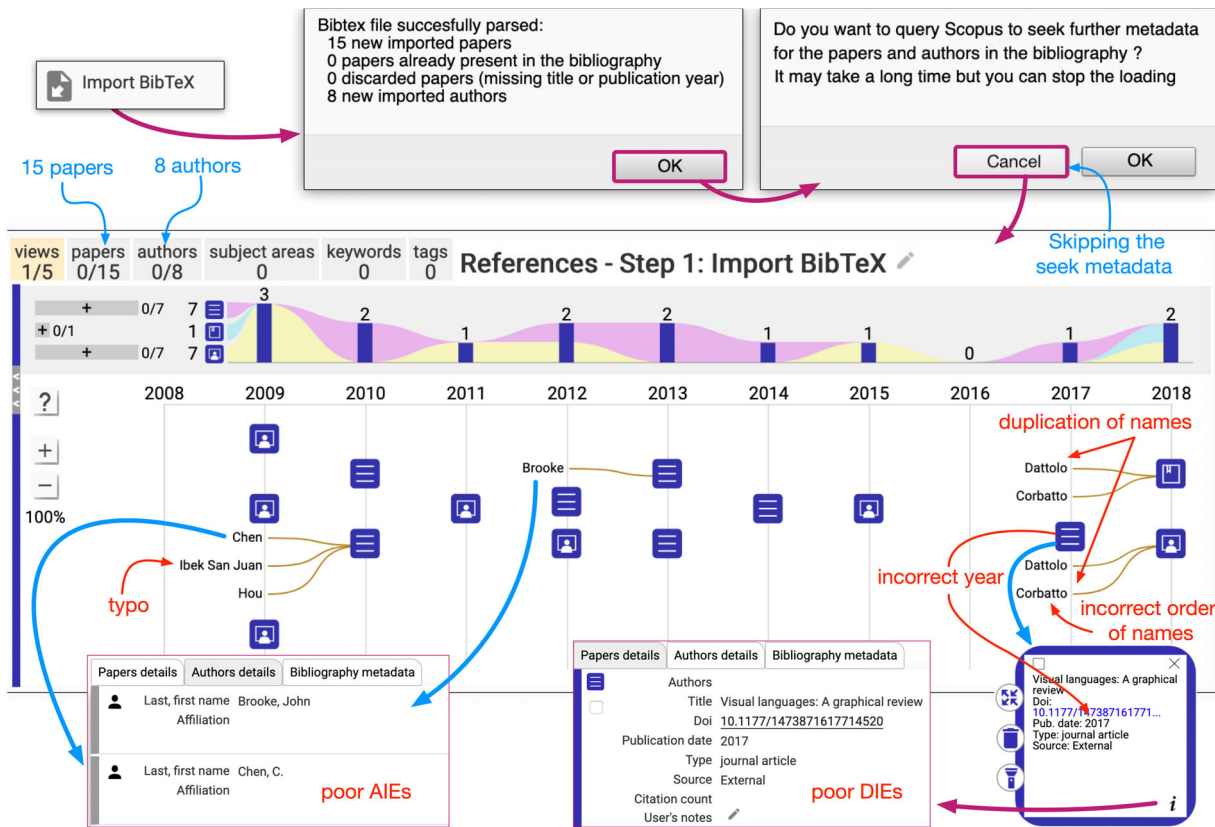 Import BibTeX
Bibtex file succesfully parsed:
15 new imported papers
0 papers already present in the bibliography
0 discarded papers (missing title or publication year)
8 new imported authors
OK
Do you want to query Scopus to seek further metadata
for the papers and authors in the bibliography ?
It may take a long time but you can stop the loading
Cancel
OK
15 papers
8 authors
Skipping the
seek metadata
views papers authors subject areas keywords tags
1/5 0/15 0/8 0 0 0
References - Step 1: Import BibTeX
+ 0/7 7
+ 0/1 1
+ 0/7 7
3 2 1 2 2 1 1 0 1 2
2008 2009 2010 2011 2012 2013 2014 2015 2016 2017 2018
?
+
−
100%
duplication of names
Brooke
Dattolo
Corbatto
Chen
Ibek San Juan
Hou
typo
incorrect year
Dattolo
Corbatto
incorrect order
of names
Papers details Authors details Bibliography metadata
Last, first name Brooke, John
Affiliation
Last, first name Chen, C.
Affiliation
poor AIEs
Papers details Authors details Bibliography metadata
Authors
Title Visual languages: A graphical review
Doi 10.1177/1473871617714520
Publication date 2017
Type journal article
Source External
Citation count
User's notes
poor DIEs
Visual languages: A graphical
review
Doi:
10.1177/147387161771...
Pub. date: 2017
Type: journal article
Source: External
i